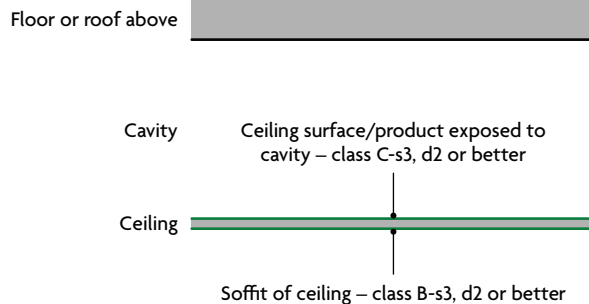 Floor or roof above
Cavity
Ceiling surface/product exposed to
cavity – class C-s3, d2 or better
Ceiling
Soffit of ceiling – class B-s3, d2 or better